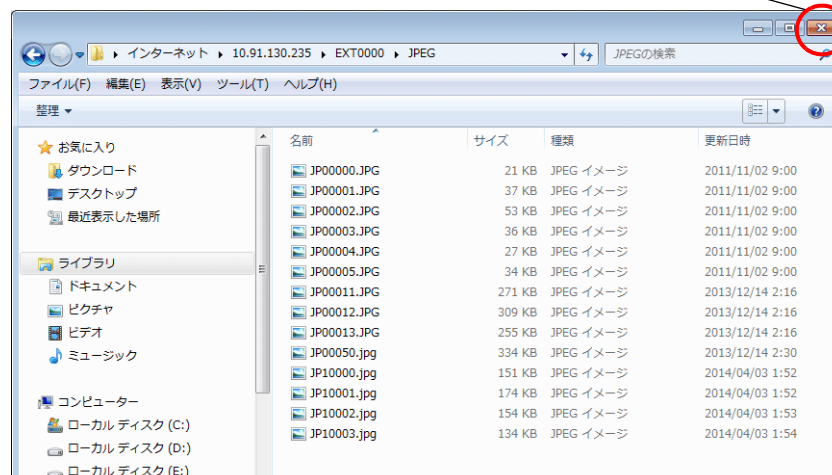 インターネット 10.91.130.235 EXT0000 JPEG JPEGの検索
ファイル(F) 編集(E) 表示(V) ツール(T) ヘルプ(H)
整理
お気に入り
ダウンロード
デスクトップ
最近表示した場所
ライブラリ
ドキュメント
ピクチャ
ビデオ
ミュージック
コンピューター
ローカル ディスク (C:)
ローカル ディスク (D:)
ローカル ディスク (E:)
名前 サイズ 種類 更新日時
JP00000.JPG 21 KB JPEG イメージ 2011/11/02 9:00
JP00001.JPG 37 KB JPEG イメージ 2011/11/02 9:00
JP00002.JPG 53 KB JPEG イメージ 2011/11/02 9:00
JP00003.JPG 36 KB JPEG イメージ 2011/11/02 9:00
JP00004.JPG 27 KB JPEG イメージ 2011/11/02 9:00
JP00005.JPG 34 KB JPEG イメージ 2011/11/02 9:00
JP00011.JPG 271 KB JPEG イメージ 2013/12/14 2:16
JP00012.JPG 309 KB JPEG イメージ 2013/12/14 2:16
JP00013.JPG 255 KB JPEG イメージ 2013/12/14 2:16
JP00050.jpg 334 KB JPEG イメージ 2013/12/14 2:30
JP10000.jpg 151 KB JPEG イメージ 2014/04/03 1:52
JP10001.jpg 174 KB JPEG イメージ 2014/04/03 1:52
JP10002.jpg 154 KB JPEG イメージ 2014/04/03 1:53
JP10003.jpg 134 KB JPEG イメージ 2014/04/03 1:54